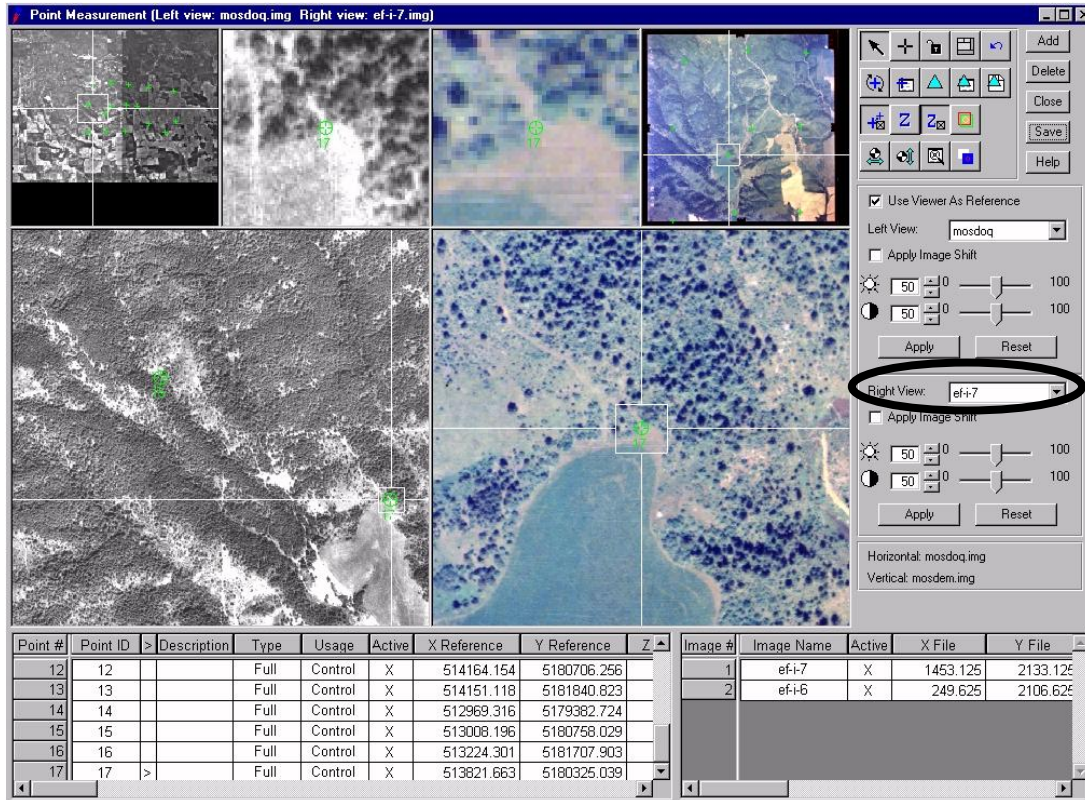 Point Measurement (Left view: mosdoq.img Right view: ef-i-7.img)
17
17
17
Add
Delete
Close
Save
Help
Use Viewer As Reference
Left View: mosdoq
Apply Image Shift
50 0 100
50 0 100
Apply Reset
Right View: ef-i-7
Apply Image Shift
50 0 100
50 0 100
Apply Reset
Horizontal: mosdoq.img
Vertical: mosdem.img
Point # Point ID > Description Type Usage Active X Reference Y Reference Z
12 12 Full Control X 514164.154 5180706.256
13 13 Full Control X 514151.118 5181840.823
14 14 Full Control X 512969.316 5179382.724
15 15 Full Control X 513008.196 5180758.029
16 16 Full Control X 513224.301 5181707.903
17 17 > Full Control X 513821.663 5180325.039
Image # Image Name Active X File Y File
1 ef-i-7 X 1453.125 2133.125
2 ef-i-6 X 249.625 2106.625